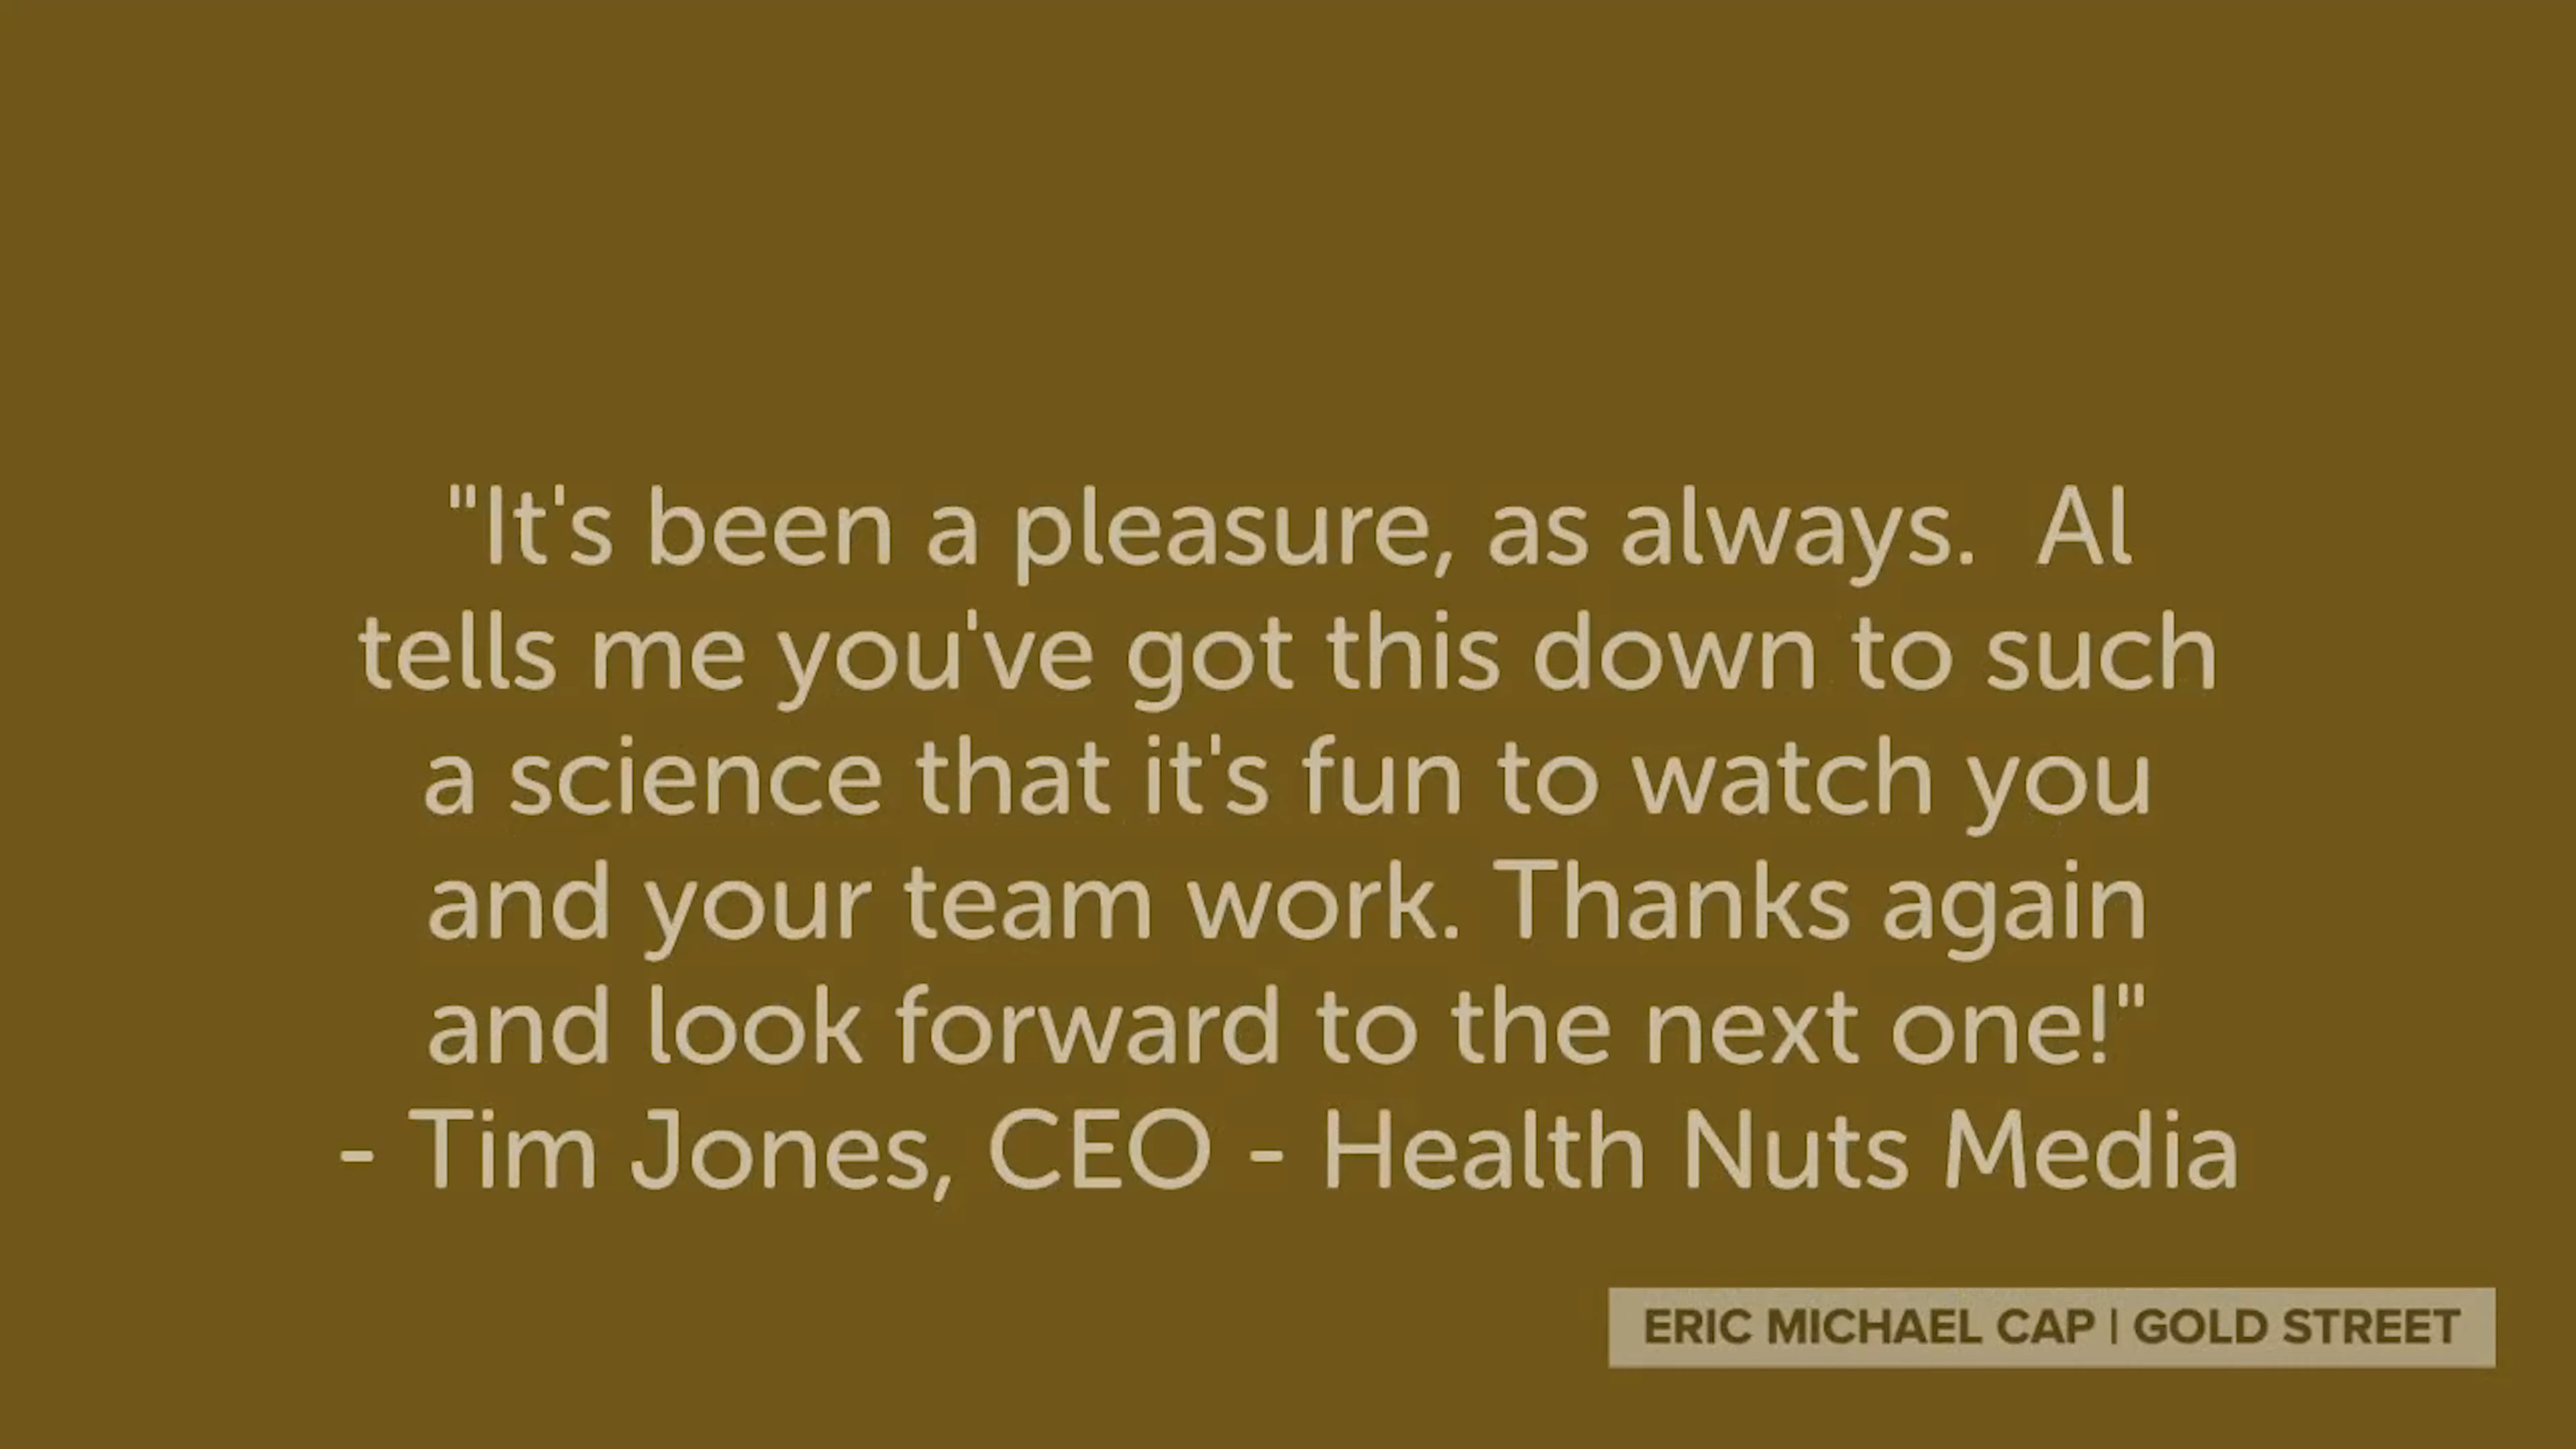 "It's been a pleasure, as always.  Al
tells me you've got this down to such
a science that it's fun to watch you
and your team work. Thanks again
and look forward to the next one!"
- Tim Jones, CEO - Health Nuts Media
ERIC MICHAEL CAP | GOLD STREET